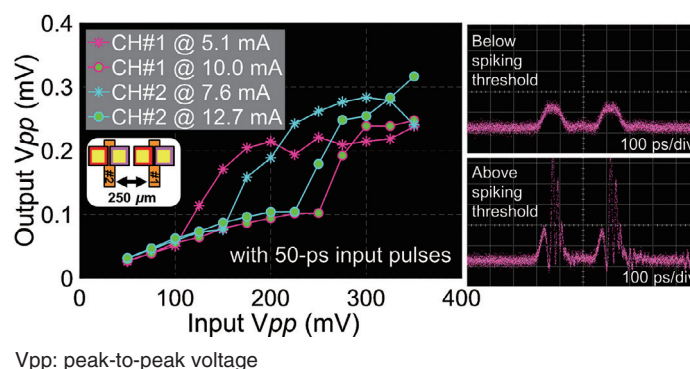 0.4
0.3
0.2
0.1
0
Output Vpp (mV)
CH#1 @ 5.1 mA
CH#1 @ 10.0 mA
CH#2 @ 7.6 mA
CH#2 @ 12.7 mA
#2
#1
250 µm
with 50-ps input pulses
0 100 200 300 400
Input Vpp (mV)
Below
spiking
threshold
100 ps/div
Above
spiking
threshold
100 ps/div
Vpp: peak-to-peak voltage